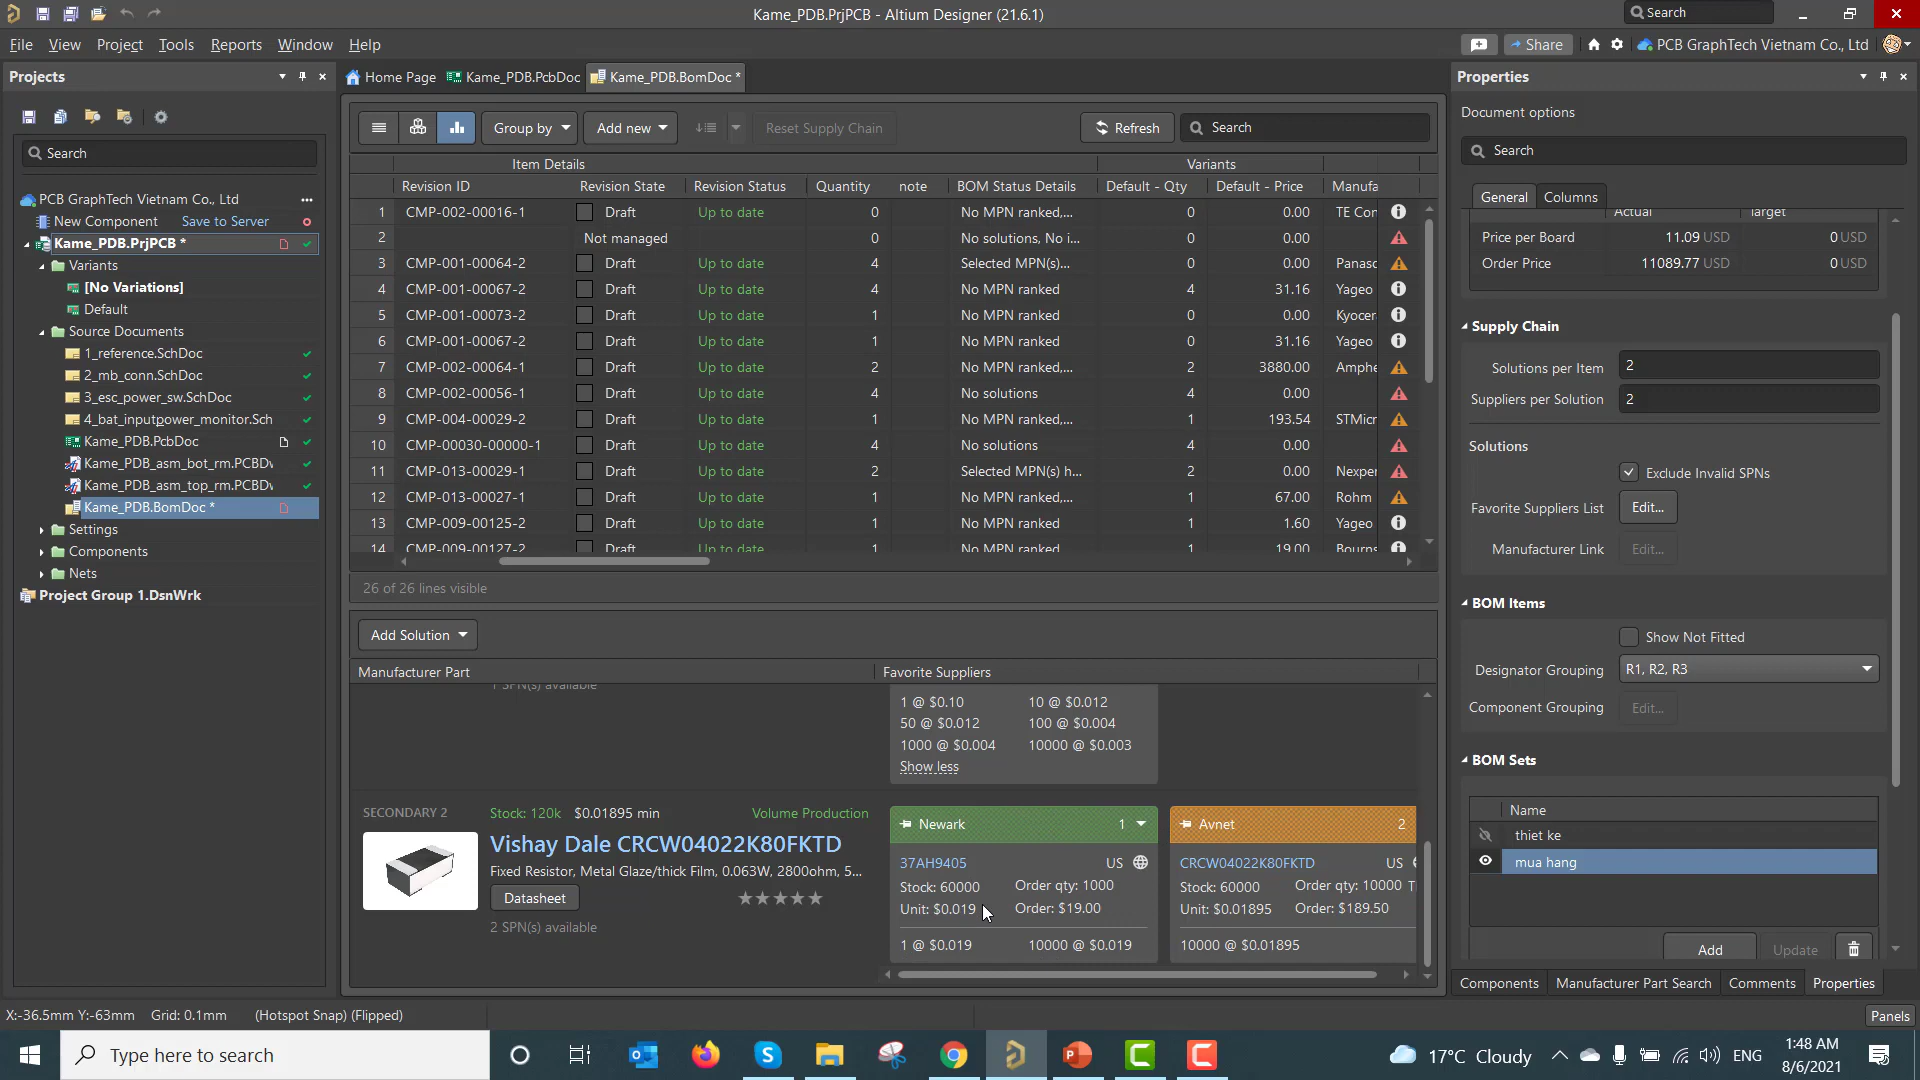 Kame_PDB.PrjPCB - Altium Designer (21.6.1)
Search
File View Project Tools Reports Window Help
Share
PCB GraphTech Vietnam Co., Ltd
Projects
Search
PCB GraphTech Vietnam Co., Ltd
New Component Save to Server
Kame_PDB.PrjPCB *
Variants
[No Variations]
Default
Source Documents
1_reference.SchDoc
2_mb_conn.SchDoc
3_esc_power_sw.SchDoc
4_bat_inputpower_monitor.Sch
Kame_PDB.PcbDoc
Kame_PDB_asm_bot_rm.PCBDv
Kame_PDB_asm_top_rm.PCBDv
Kame_PDB.BomDoc *
Settings
Components
Nets
Project Group 1.DsnWrk
Home Page Kame_PDB.PcbDoc Kame_PDB.BomDoc *
Group by Add new Reset Supply Chain Refresh Search
Item Details Variants
Revision ID Revision State Revision Status Quantity note BOM Status Details Default - Qty Default - Price Manufa
1 CMP-002-00016-1 Draft Up to date 0 No MPN ranked,... 0 0.00 TE Con
2 Not managed 0 No solutions, No i... 0 0.00
3 CMP-001-00064-2 Draft Up to date 4 Selected MPN(s)... 0 0.00 Panasc
4 CMP-001-00067-2 Draft Up to date 4 No MPN ranked 4 31.16 Yageo
5 CMP-001-00073-2 Draft Up to date 1 No MPN ranked 0 0.00 Kyocer
6 CMP-001-00067-2 Draft Up to date 1 No MPN ranked 0 31.16 Yageo
7 CMP-002-00064-1 Draft Up to date 2 No MPN ranked,... 2 3880.00 Amphe
8 CMP-002-00056-1 Draft Up to date 4 No solutions 4 0.00
9 CMP-004-00029-2 Draft Up to date 1 No MPN ranked,... 1 193.54 STMicr
10 CMP-00030-00000-1 Draft Up to date 4 No solutions 4 0.00
11 CMP-013-00029-1 Draft Up to date 2 Selected MPN(s) h... 2 0.00 Nexper
12 CMP-013-00027-1 Draft Up to date 1 No MPN ranked,... 1 67.00 Rohm
13 CMP-009-00125-2 Draft Up to date 1 No MPN ranked 1 1.60 Yageo
14 CMP-009-00127-2 Draft Up to date 1 No MPN ranked 1 19.00 Bourns
26 of 26 lines visible
Add Solution
Manufacturer Part Favorite Suppliers
1 SPN(s) available
1 @ $0.10 10 @ $0.012
50 @ $0.012 100 @ $0.004
1000 @ $0.004 10000 @ $0.003
Show less
SECONDARY 2 Stock: 120k $0.01895 min Volume Production
Vishay Dale CRCW04022K80FKTD
Fixed Resistor, Metal Glaze/thick Film, 0.063W, 2800ohm, 5...
Datasheet
2 SPN(s) available
Newark 1
37AH9405 US
Stock: 60000 Order qty: 1000
Unit: $0.019 Order: $19.00
1 @ $0.019 10000 @ $0.019
Avnet 2
CRCW04022K80FKTD US
Stock: 60000 Order qty: 10000 T
Unit: $0.01895 Order: $189.50
10000 @ $0.01895
Properties
Document options
Search
General Columns
Actual Target
Price per Board 11.09 USD 0 USD
Order Price 11089.77 USD 0 USD
Supply Chain
Solutions per Item 2
Suppliers per Solution 2
Solutions
Exclude Invalid SPNs
Favorite Suppliers List Edit...
Manufacturer Link Edit...
BOM Items
Show Not Fitted
Designator Grouping R1, R2, R3
Component Grouping Edit...
BOM Sets
Name
thiet ke
mua hang
Add Update
Components Manufacturer Part Search Comments Properties
X:-36.5mm Y:-63mm Grid: 0.1mm (Hotspot Snap) (Flipped)
Panels
Type here to search
17°C Cloudy
ENG
1:48 AM
8/6/2021